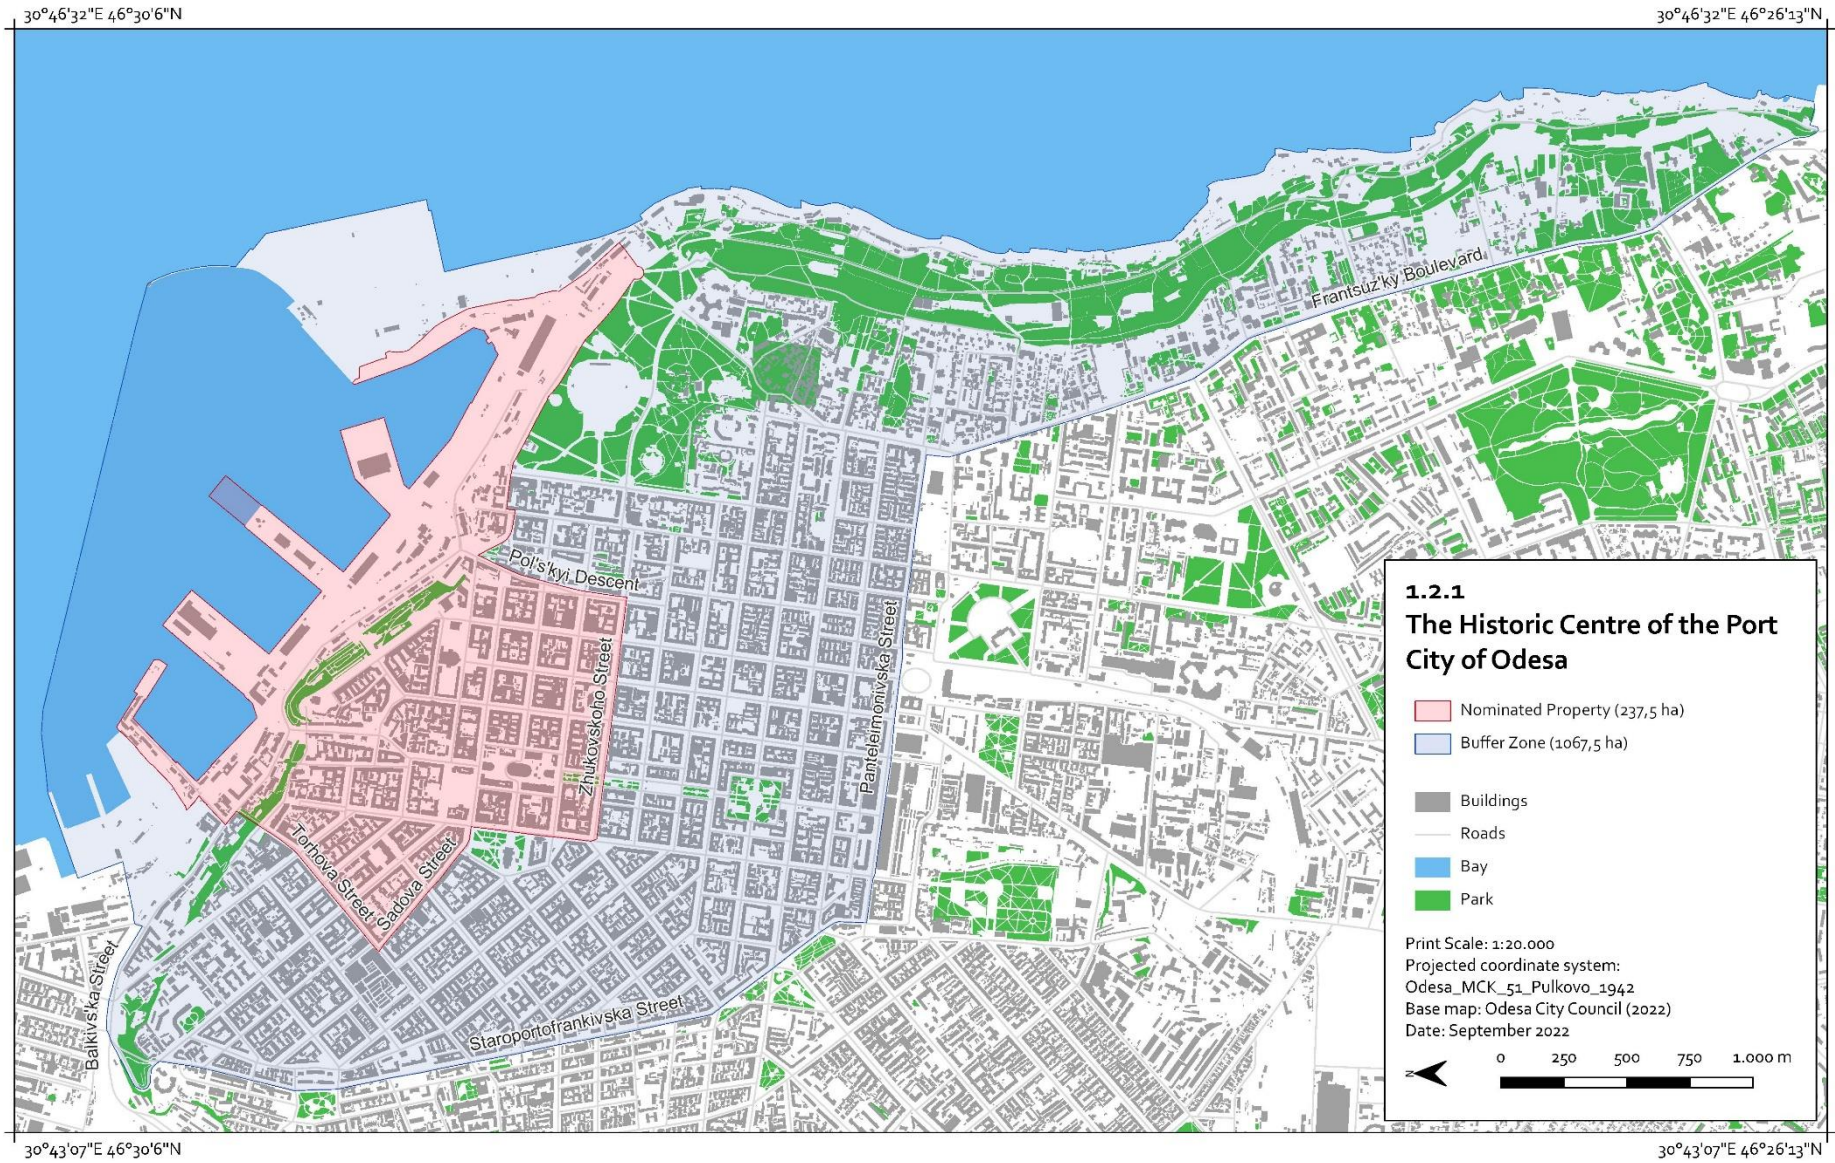 30°46'32"E 46°30'6"N
30°46'32"E 46°26'13"N
Frantsuz'ky Boulevard
Pol's'kyi Descent
Zhukovskoho Street
Panteleimonivska Street
Torhova Street
Sadova Street
Balkivs'ka Street
Staroportofrankivska Street
1.2.1
The Historic Centre of the Port
City of Odesa
Nominated Property (237,5 ha)
Buffer Zone (1067,5 ha)
Buildings
Roads
Bay
Park
Print Scale: 1:20.000
Projected coordinate system:
Odesa_MCK_51_Pulkovo_1942
Base map: Odesa City Council (2022)
Date: September 2022
N
0 250 500 750 1.000 m
30°43'07"E 46°30'6"N
30°43'07"E 46°26'13"N